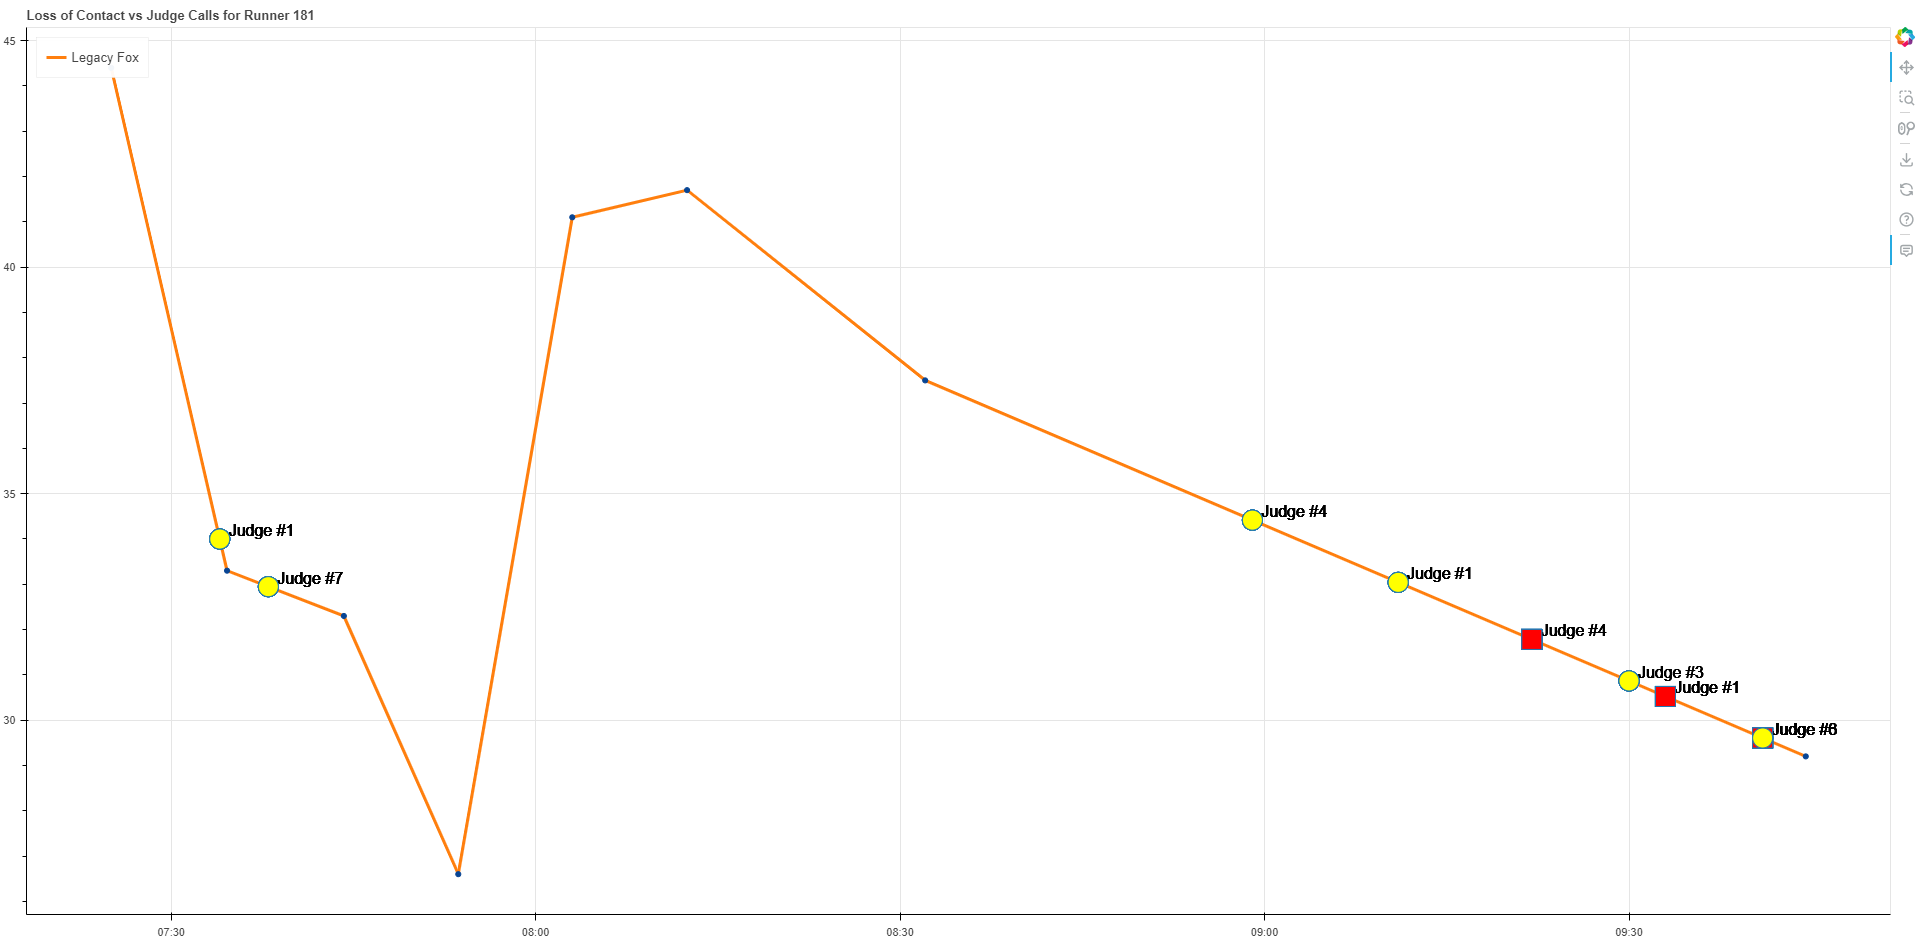 Loss of Contact vs Judge Calls for Runner 181
45
Legacy Fox
40
35
Judge #4
Judge #1
Judge #7
Judge #1
Judge #4
Judge #3
Judge #1
30
Judge
07:30
08:00
08:30
09:00
09:30